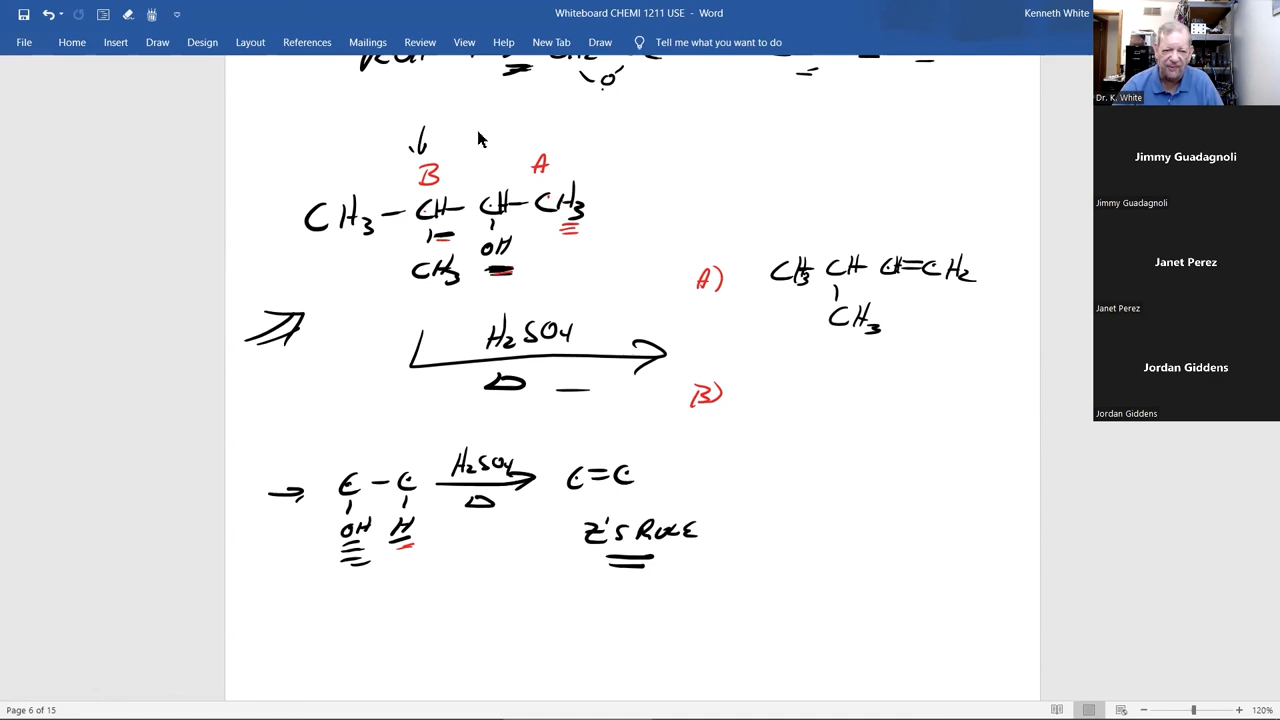 Whiteboard CHEMI 1211 USE - Word
Kenneth White
File Home Insert Draw Design Layout References Mailings Review View Help New Tab Draw Tell me what you want to do
Dr. K. White
Jimmy Guadagnoli
Jimmy Guadagnoli
Janet Perez
Janet Perez
Jordan Giddens
Jordan Giddens
B A
CH3 - CH - CH - CH3
OH
CH3
A) CH3 CH CH=CH2
CH3
H2SO4
Δ
B)
C - C H2SO4 C=C
Δ
OH H Z'S RULE
Page 6 of 15
120%